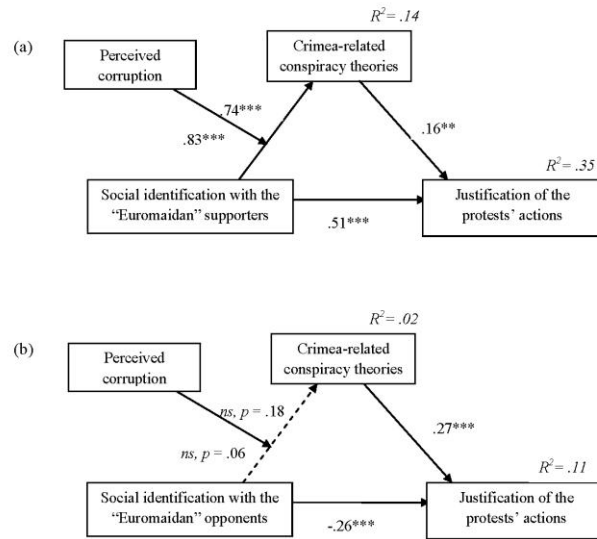 R² = .14
(a)
Perceived
corruption
Crimea-related
conspiracy theories
.74***
.83***
.16**
R² = .35
Social identification with the
“Euromaidan” supporters
Justification of the
protests’ actions
.51***
R² = .02
(b)
Perceived
corruption
Crimea-related
conspiracy theories
ns, p = .18
ns, p = .06
.27***
R² = .11
Social identification with the
“Euromaidan” opponents
Justification of the
protests’ actions
-.26***